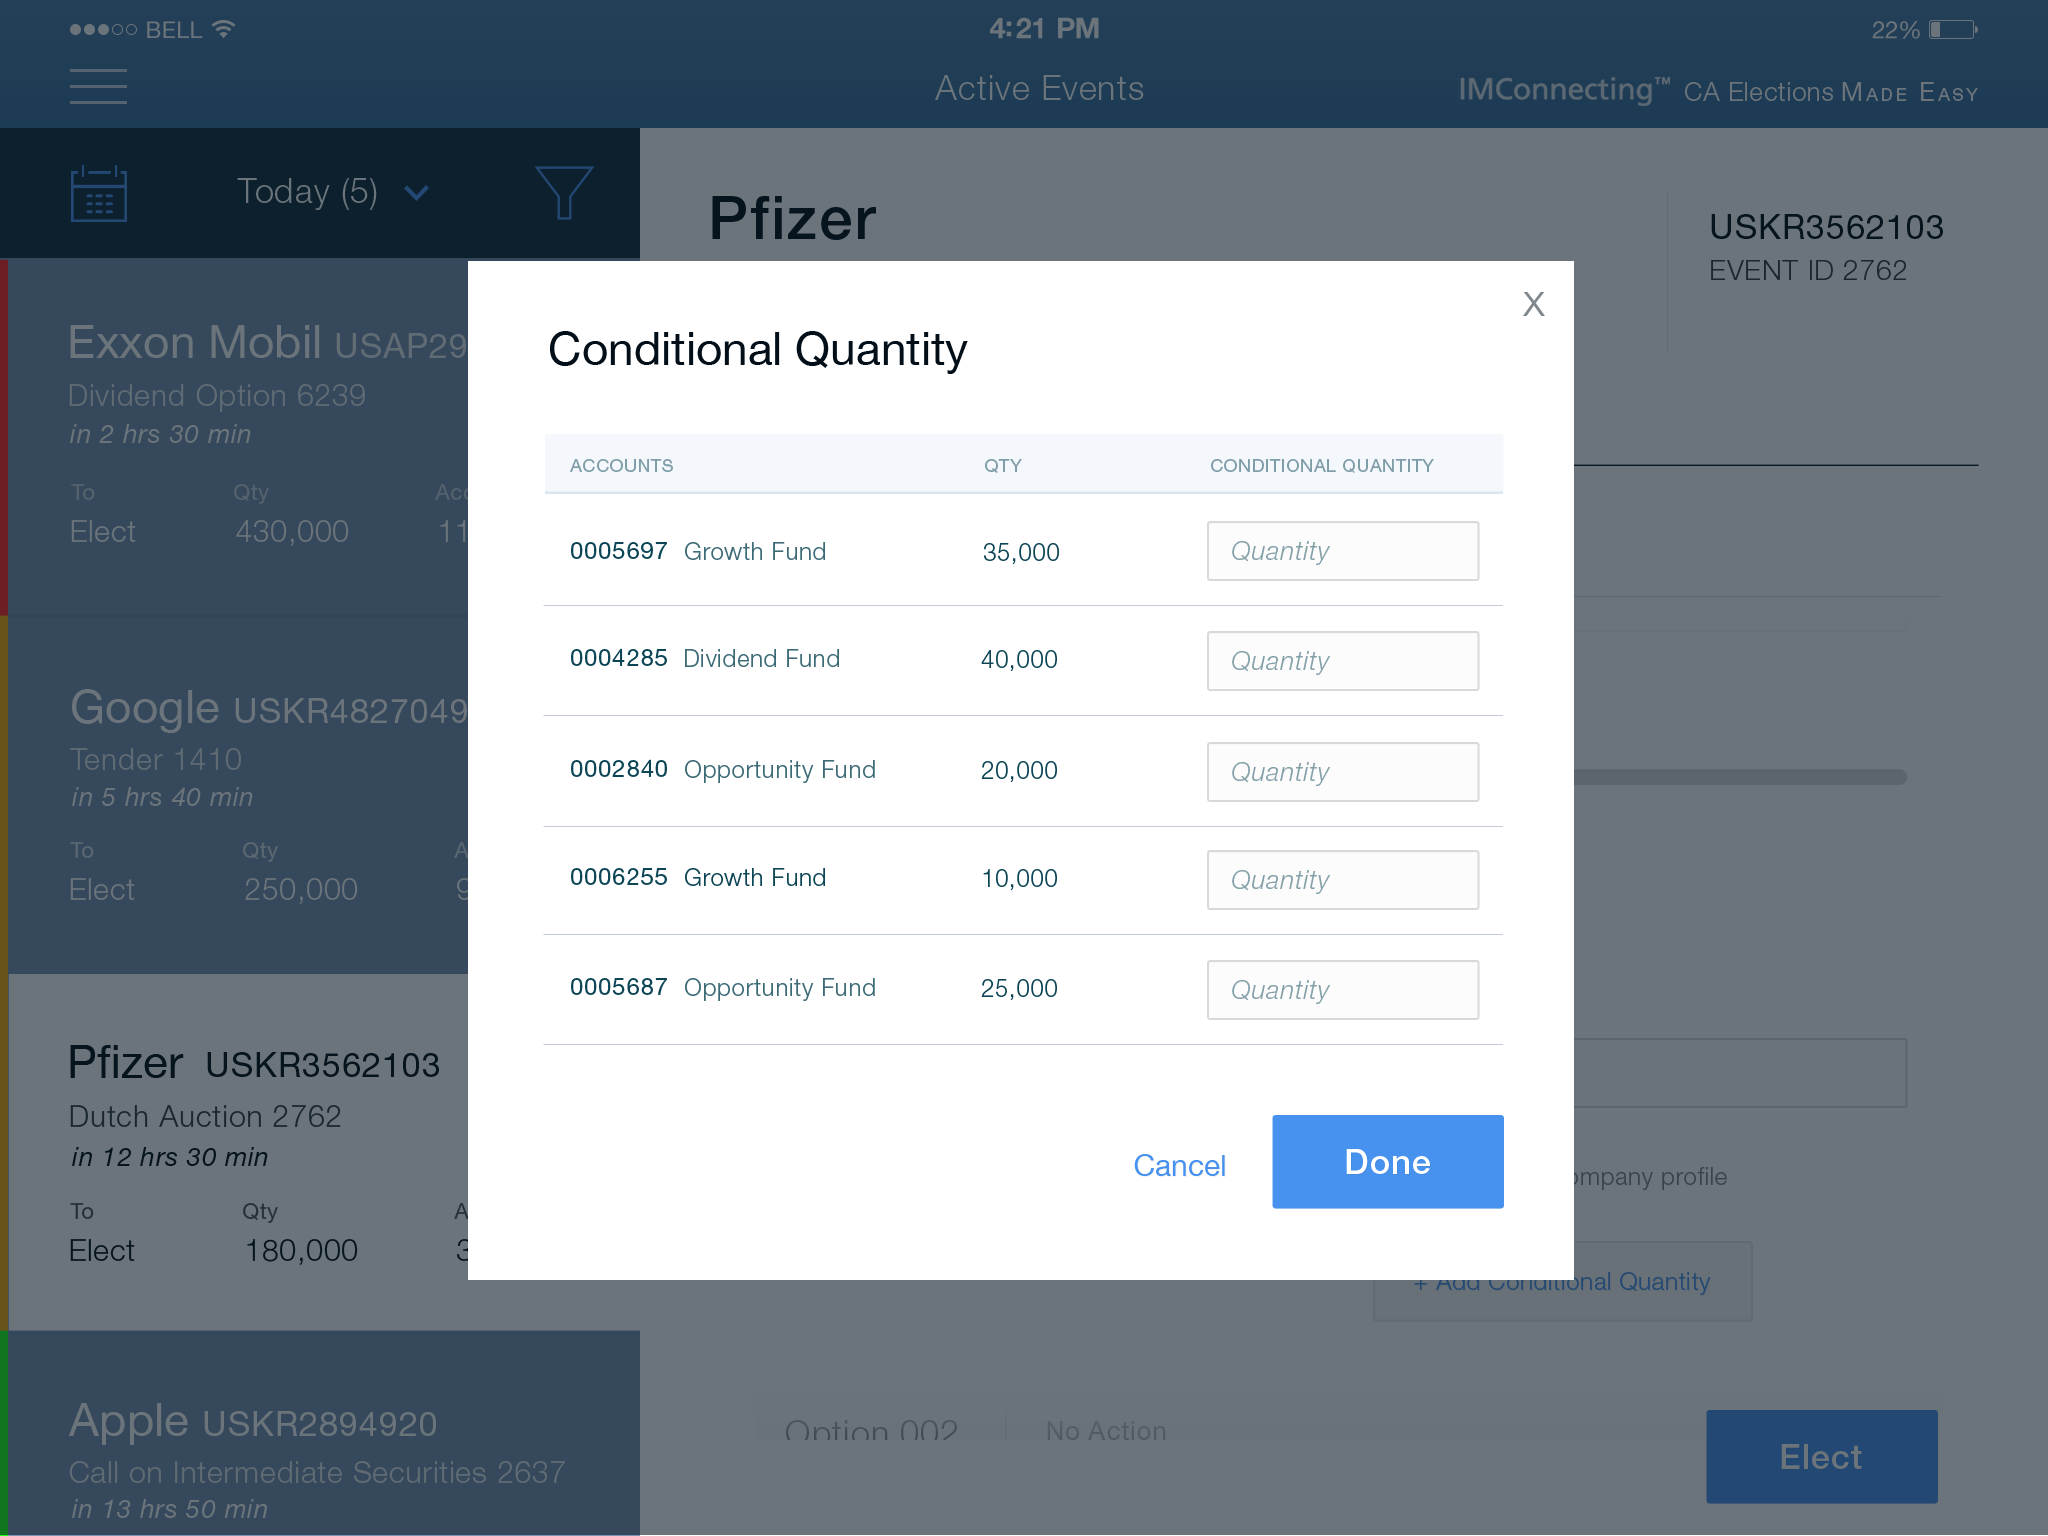 BELL
4:21 PM
22%
Active Events
IMConnecting™ CA Elections MADE EASY
Today (5)
Pfizer
USKR3562103
EVENT ID 2762
Exxon Mobil USAP29
Dividend Option 6239
in 2 hrs 30 min
To Qty
Elect 430,000 11
Google USKR4827049
Tender 1410
in 5 hrs 40 min
To Qty A
Elect 250,000 9
Pfizer USKR3562103
Dutch Auction 2762
in 12 hrs 30 min
To Qty A
Elect 180,000 3
Apple USKR2894920
Call on Intermediate Securities 2637
in 13 hrs 50 min
X
Conditional Quantity
ACCOUNTS QTY CONDITIONAL QUANTITY
0005697 Growth Fund 35,000 Quantity
0004285 Dividend Fund 40,000 Quantity
0002840 Opportunity Fund 20,000 Quantity
0006255 Growth Fund 10,000 Quantity
0005687 Opportunity Fund 25,000 Quantity
Cancel Done
ompany profile
+ Add Conditional Quantity
Option 002 No Action
Elect